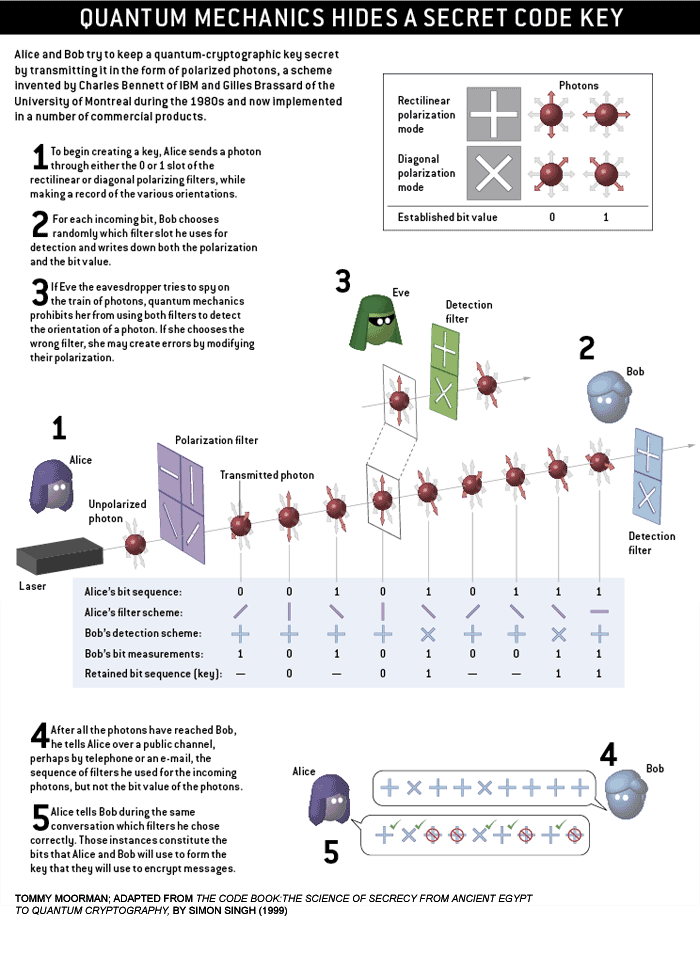 QUANTUM MECHANICS HIDES A SECRET CODE KEY
Alice and Bob try to keep a quantum-cryptographic key secret
by transmitting it in the form of polarized photons, a scheme
invented by Charles Bennett of IBM and Gilles Brassard of the
University of Montreal during the 1980s and now implemented
in a number of commercial products.
Photons
Rectilinear
polarization
mode
Diagonal
polarization
mode
Established bit value 0 1
1 To begin creating a key, Alice sends a photon
through either the 0 or 1 slot of the
rectilinear or diagonal polarizing filters, while
making a record of the various orientations.
2 For each incoming bit, Bob chooses
randomly which filter slot he uses for
detection and writes down both the polarization
and the bit value.
3 If Eve the eavesdropper tries to spy on
the train of photons, quantum mechanics
prohibits her from using both filters to detect
the orientation of a photon. If she chooses the
wrong filter, she may create errors by modifying
their polarization.
3
Eve
Detection
filter
2
Bob
1
Alice
Polarization filter
Transmitted photon
Unpolarized
photon
Laser
Detection
filter
Alice's bit sequence: 0 0 1 0 1 0 1 1 1
Alice's filter scheme:
Bob's detection scheme:
Bob's bit measurements: 1 0 1 0 1 0 0 1 1
Retained bit sequence (key): — 0 — 0 1 — — 1 1
4 After all the photons have reached Bob,
he tells Alice over a public channel,
perhaps by telephone or an e-mail, the
sequence of filters he used for the incoming
photons, but not the bit value of the photons.
5 Alice tells Bob during the same
conversation which filters he chose
correctly. Those instances constitute the
bits that Alice and Bob will use to form the
key that they will use to encrypt messages.
Alice
4
Bob
5
TOMMY MOORMAN; ADAPTED FROM THE CODE BOOK:THE SCIENCE OF SECRECY FROM ANCIENT EGYPT
TO QUANTUM CRYPTOGRAPHY, BY SIMON SINGH (1999)